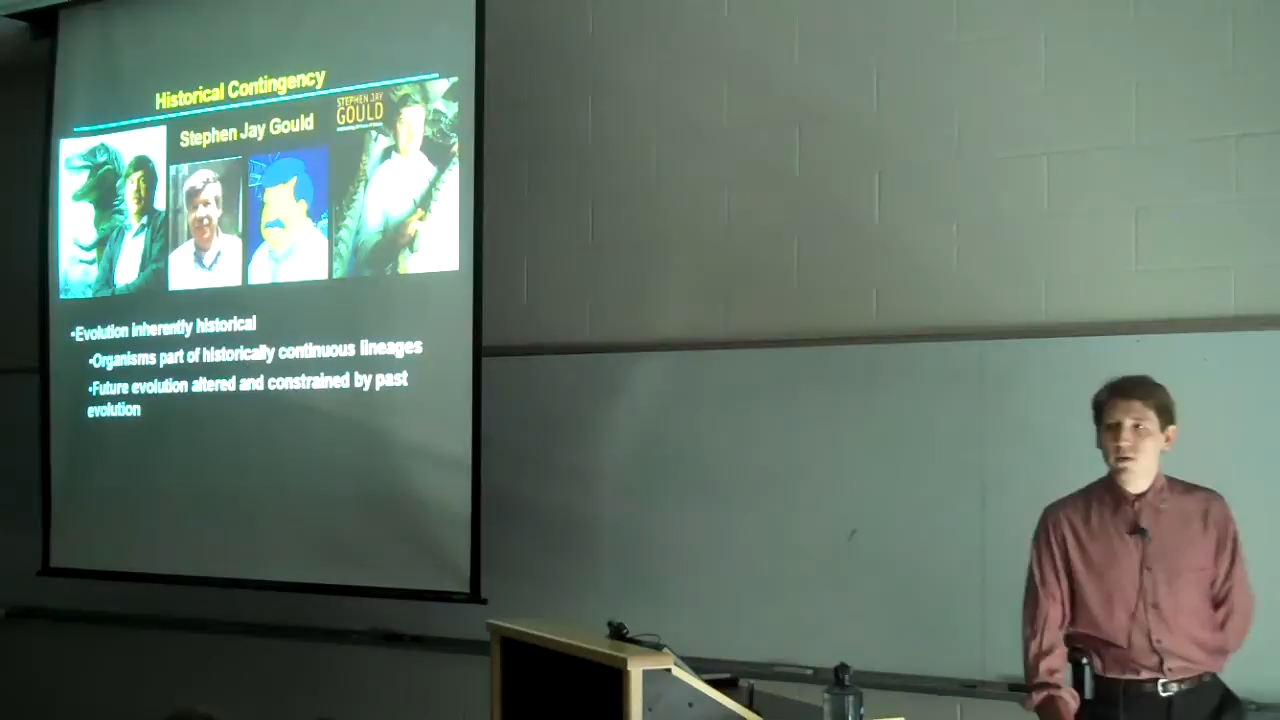 Historical Contingency
Stephen Jay Gould
STEPHEN JAY
GOULD
•Evolution inherently historical
•Organisms part of historically continuous lineages
•Future evolution altered and constrained by past
evolution